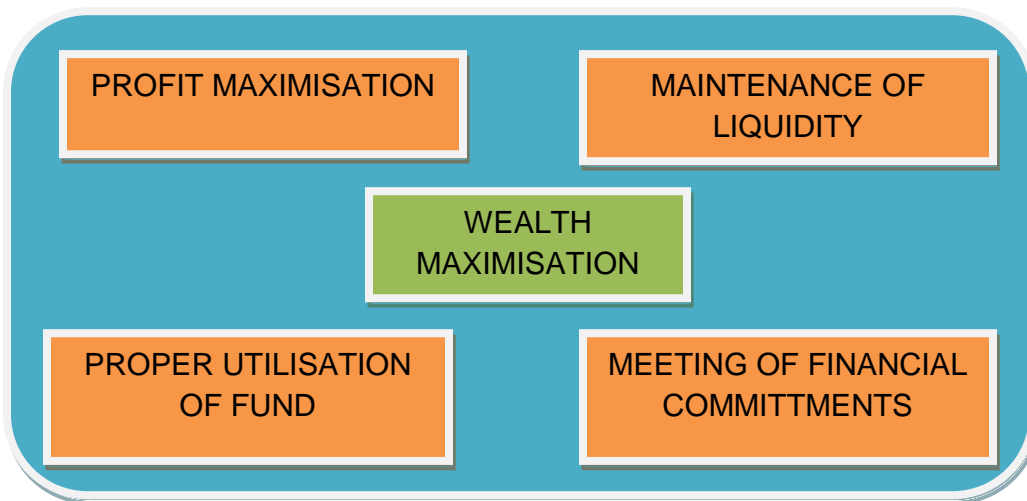 PROFIT MAXIMISATION
MAINTENANCE OF
LIQUIDITY
WEALTH
MAXIMISATION
PROPER UTILISATION
OF FUND
MEETING OF FINANCIAL
COMMITTMENTS